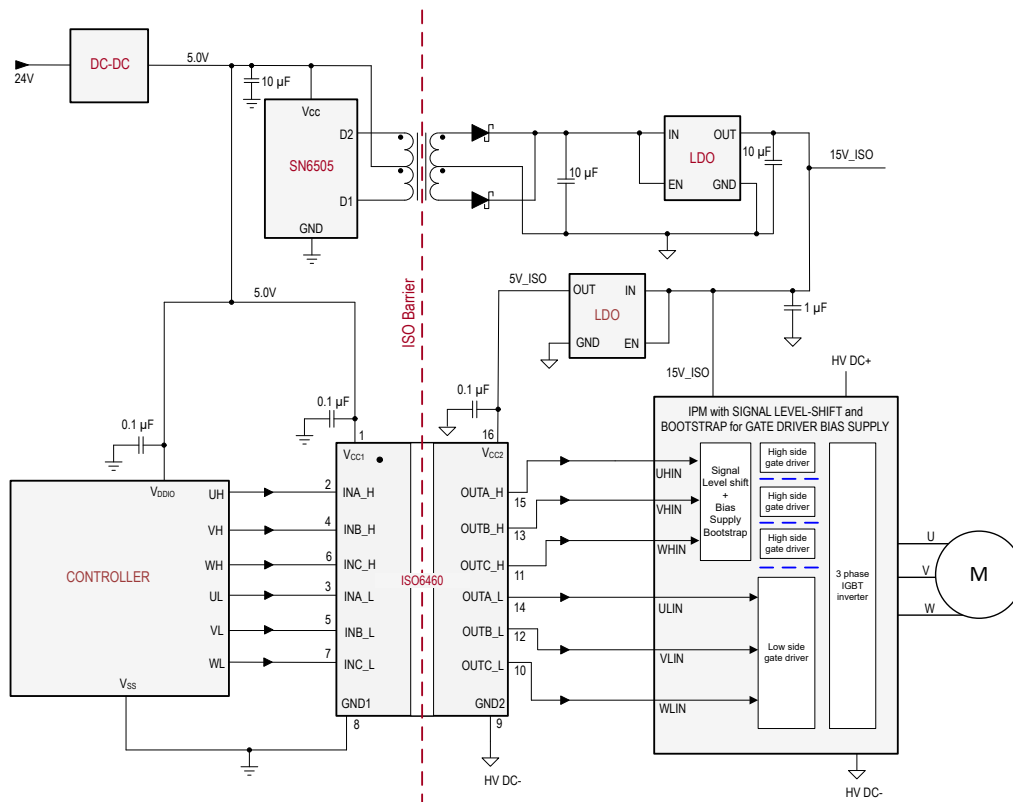 24V
DC-DC
5.0V
10 µF
Vcc
D2
SN6505
D1
GND
ISO Barrier
10 µF
IN
OUT
LDO
EN
GND
10 µF
15V_ISO
5V_ISO
OUT
IN
LDO
GND
EN
1 µF
15V_ISO
HV DC+
5.0V
0.1 µF
0.1 µF
0.1 µF
1
16
VCC1
VCC2
VDDIO
CONTROLLER
VSS
UH
VH
WH
UL
VL
WL
2
4
6
3
5
7
INA_H
INB_H
INC_H
INA_L
INB_L
INC_L
GND1
8
ISO6460
OUTA_H
OUTB_H
OUTC_H
OUTA_L
OUTB_L
OUTC_L
GND2
9
15
13
11
14
12
10
HV DC-
IPM with SIGNAL LEVEL-SHIFT and
BOOTSTRAP for GATE DRIVER BIAS SUPPLY
UHIN
VHIN
WHIN
ULIN
VLIN
WLIN
Signal
Level shift
+
Bias
Supply
Bootstrap
High side
gate driver
High side
gate driver
High side
gate driver
Low side
gate driver
3 phase
IGBT
inverter
U
V
W
M
HV DC-